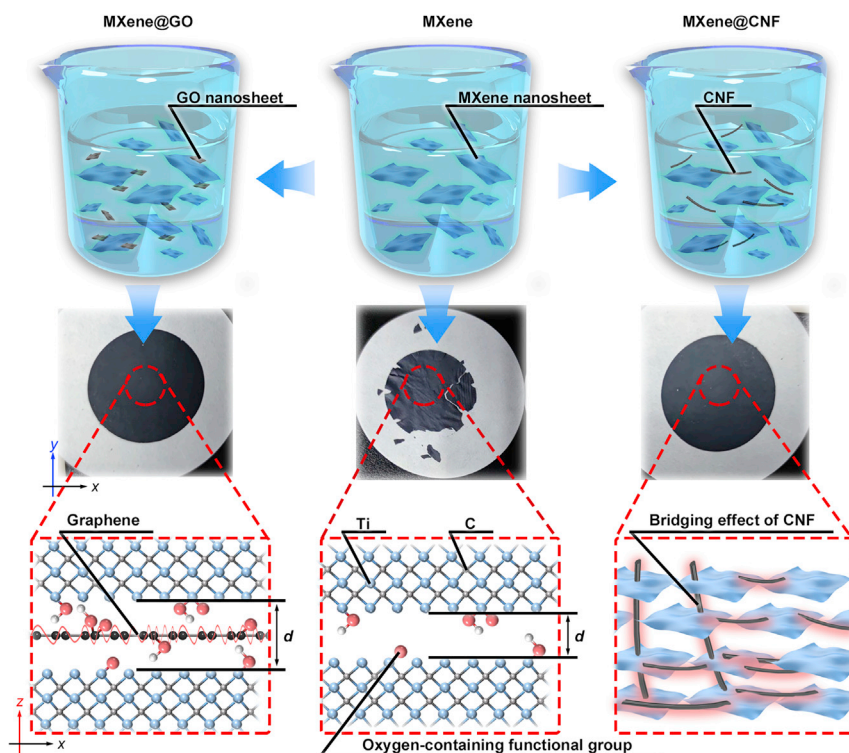 MXene@GO
MXene
MXene@CNF
GO nanosheet
MXene nanosheet
CNF
y
x
Graphene
Ti
C
Bridging effect of CNF
d
d
z
x
Oxygen-containing functional group